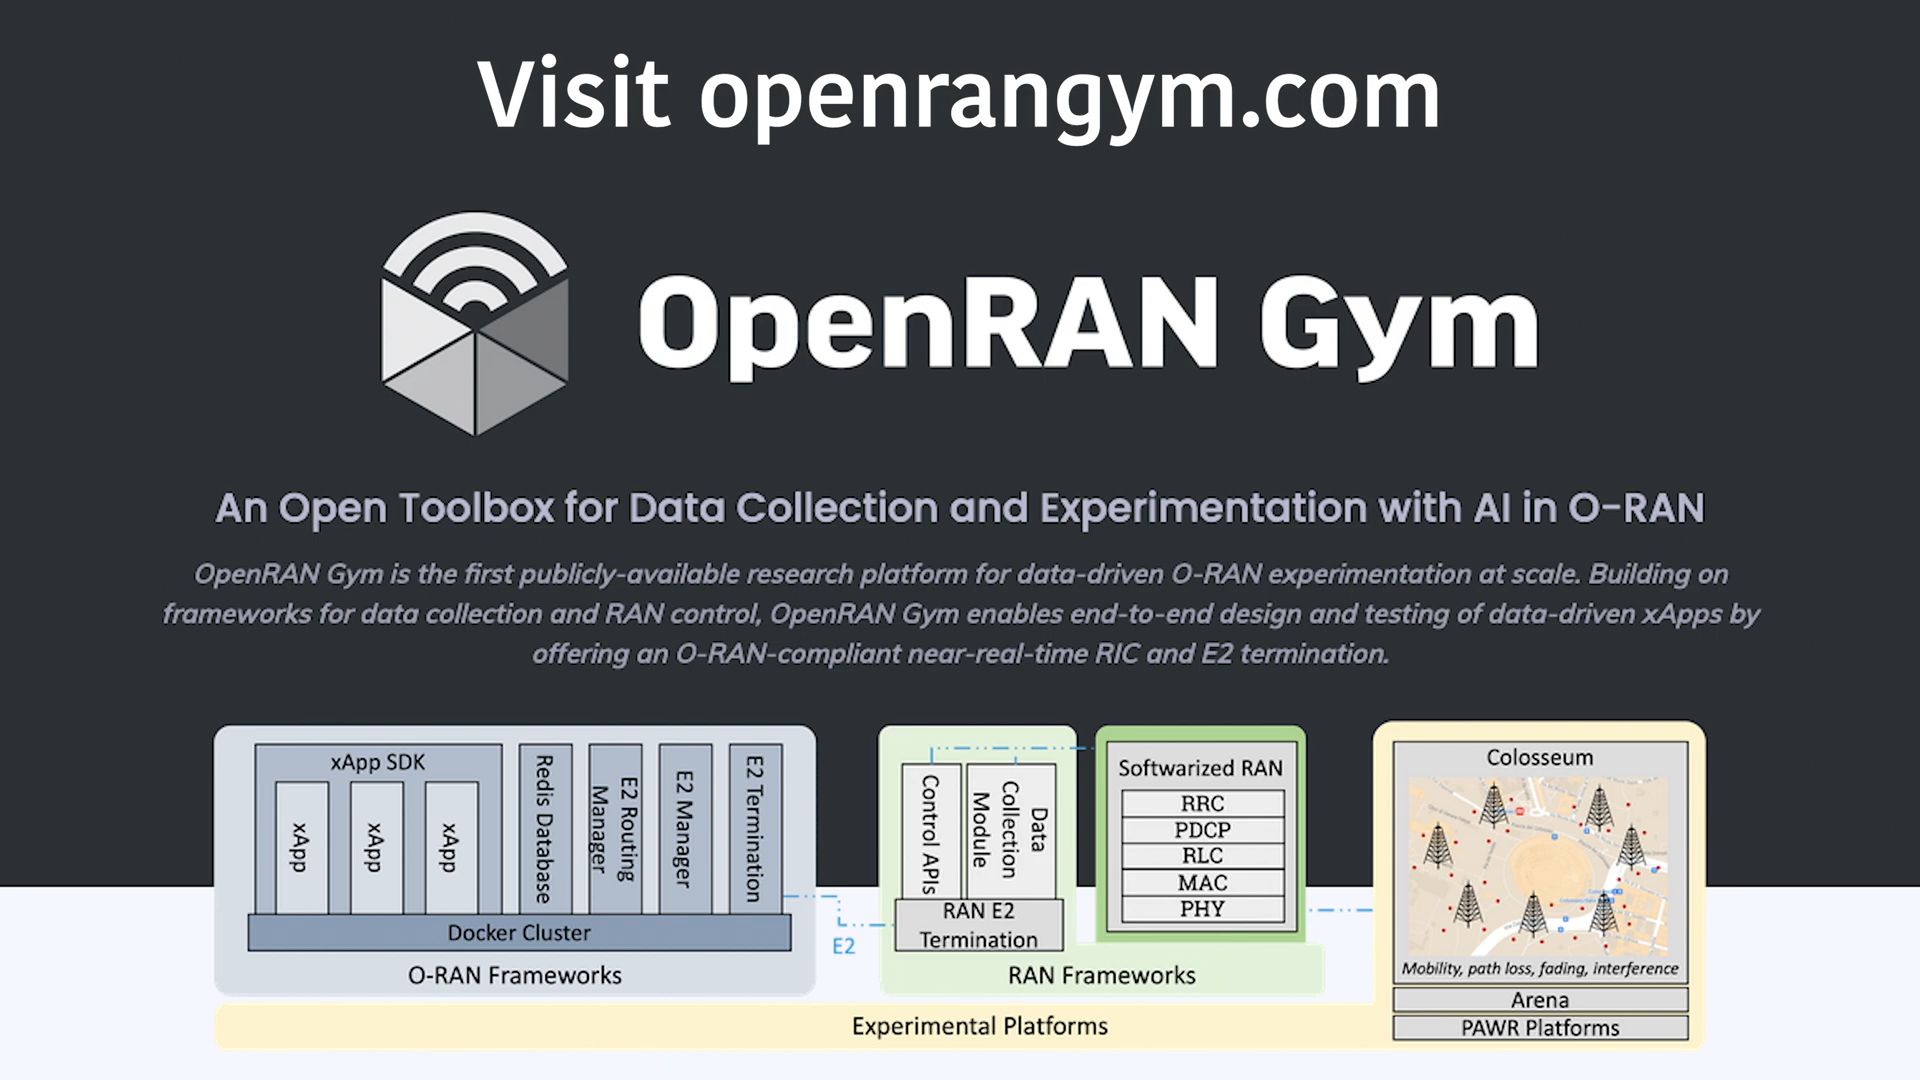 Visit openrangym.com
OpenRAN Gym
An Open Toolbox for Data Collection and Experimentation with AI in O-RAN
OpenRAN Gym is the first publicly-available research platform for data-driven O-RAN experimentation at scale. Building on
frameworks for data collection and RAN control, OpenRAN Gym enables end-to-end design and testing of data-driven xApps by
offering an O-RAN-compliant near-real-time RIC and E2 termination.
xApp SDK
xApp
xApp
xApp
Redis Database
E2 Routing
Manager
E2 Manager
E2 Termination
Docker Cluster
O-RAN Frameworks
E2
Control APIs
Data
Collection
Module
RAN E2
Termination
Softwarized RAN
RRC
PDCP
RLC
MAC
PHY
RAN Frameworks
Colosseum
Mobility, path loss, fading, interference
Arena
PAWR Platforms
Experimental Platforms